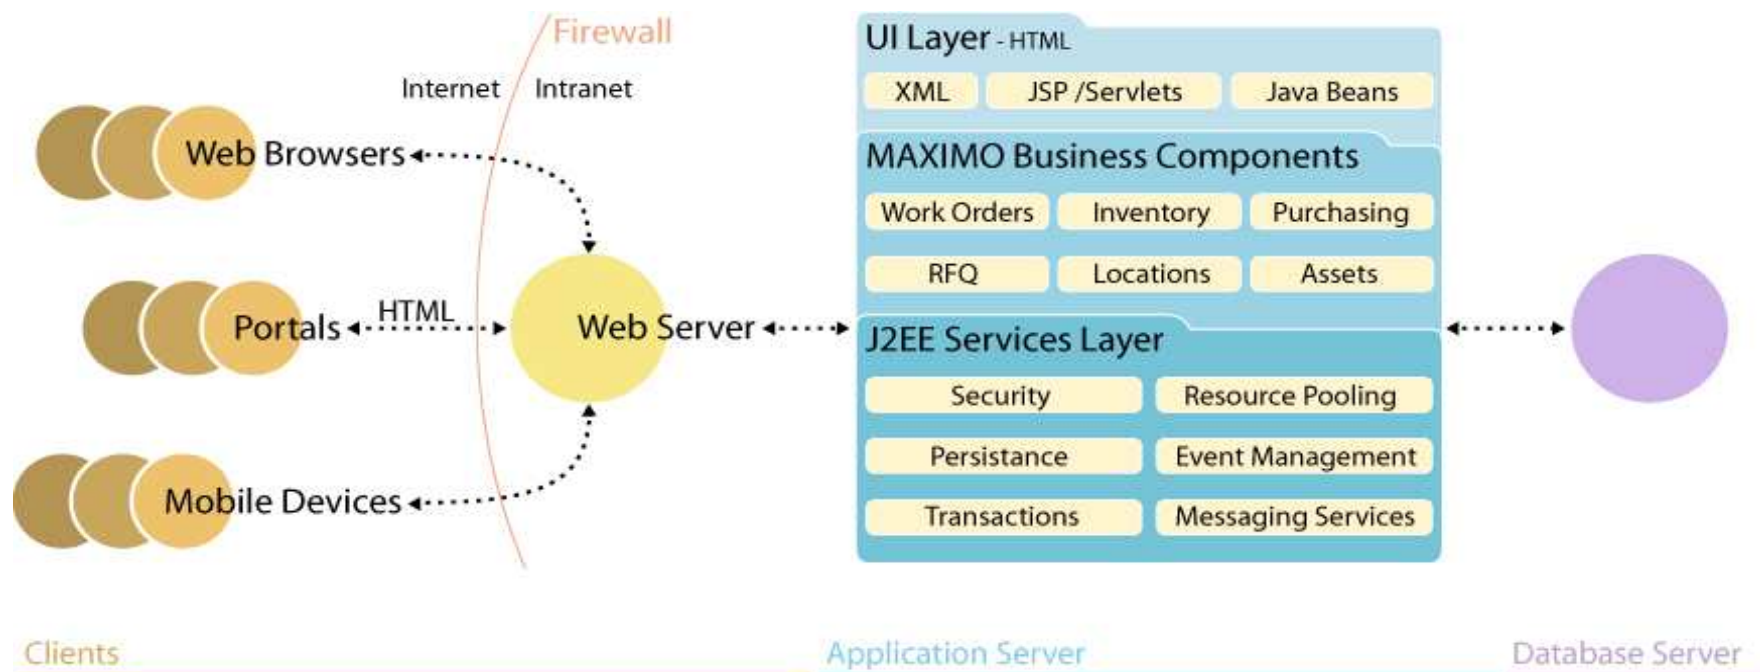 Firewall
Internet
Intranet
Web Browsers
Portals
HTML
Mobile Devices
Web Server
UI Layer - HTML
XML
JSP /Servlets
Java Beans
MAXIMO Business Components
Work Orders
Inventory
Purchasing
RFQ
Locations
Assets
J2EE Services Layer
Security
Resource Pooling
Persistance
Event Management
Transactions
Messaging Services
Clients
Application Server
Database Server